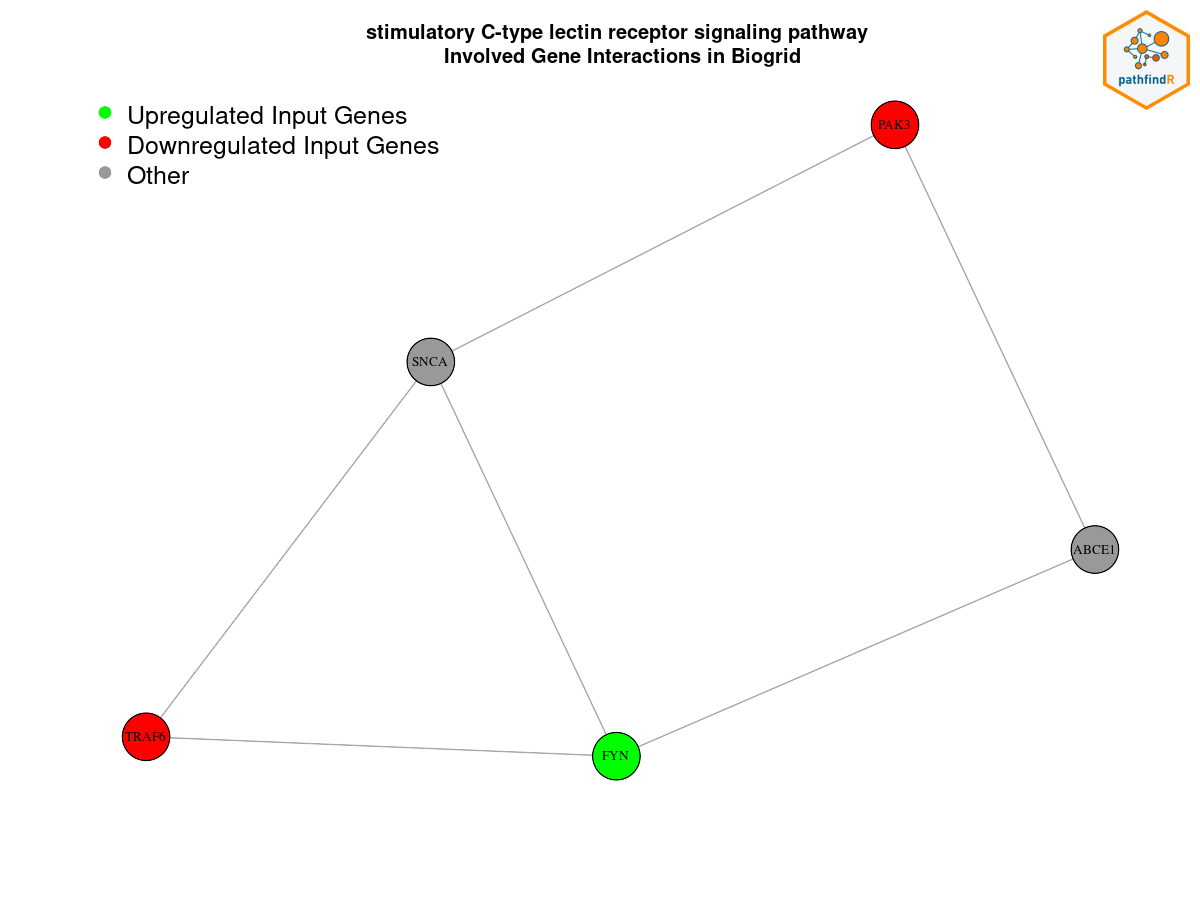 stimulatory C-type lectin receptor signaling pathway
Involved Gene Interactions in Biogrid
pathfindR
Upregulated Input Genes
Downregulated Input Genes
Other
PAK3
SNCA
ABCE1
TRAF6
FYN